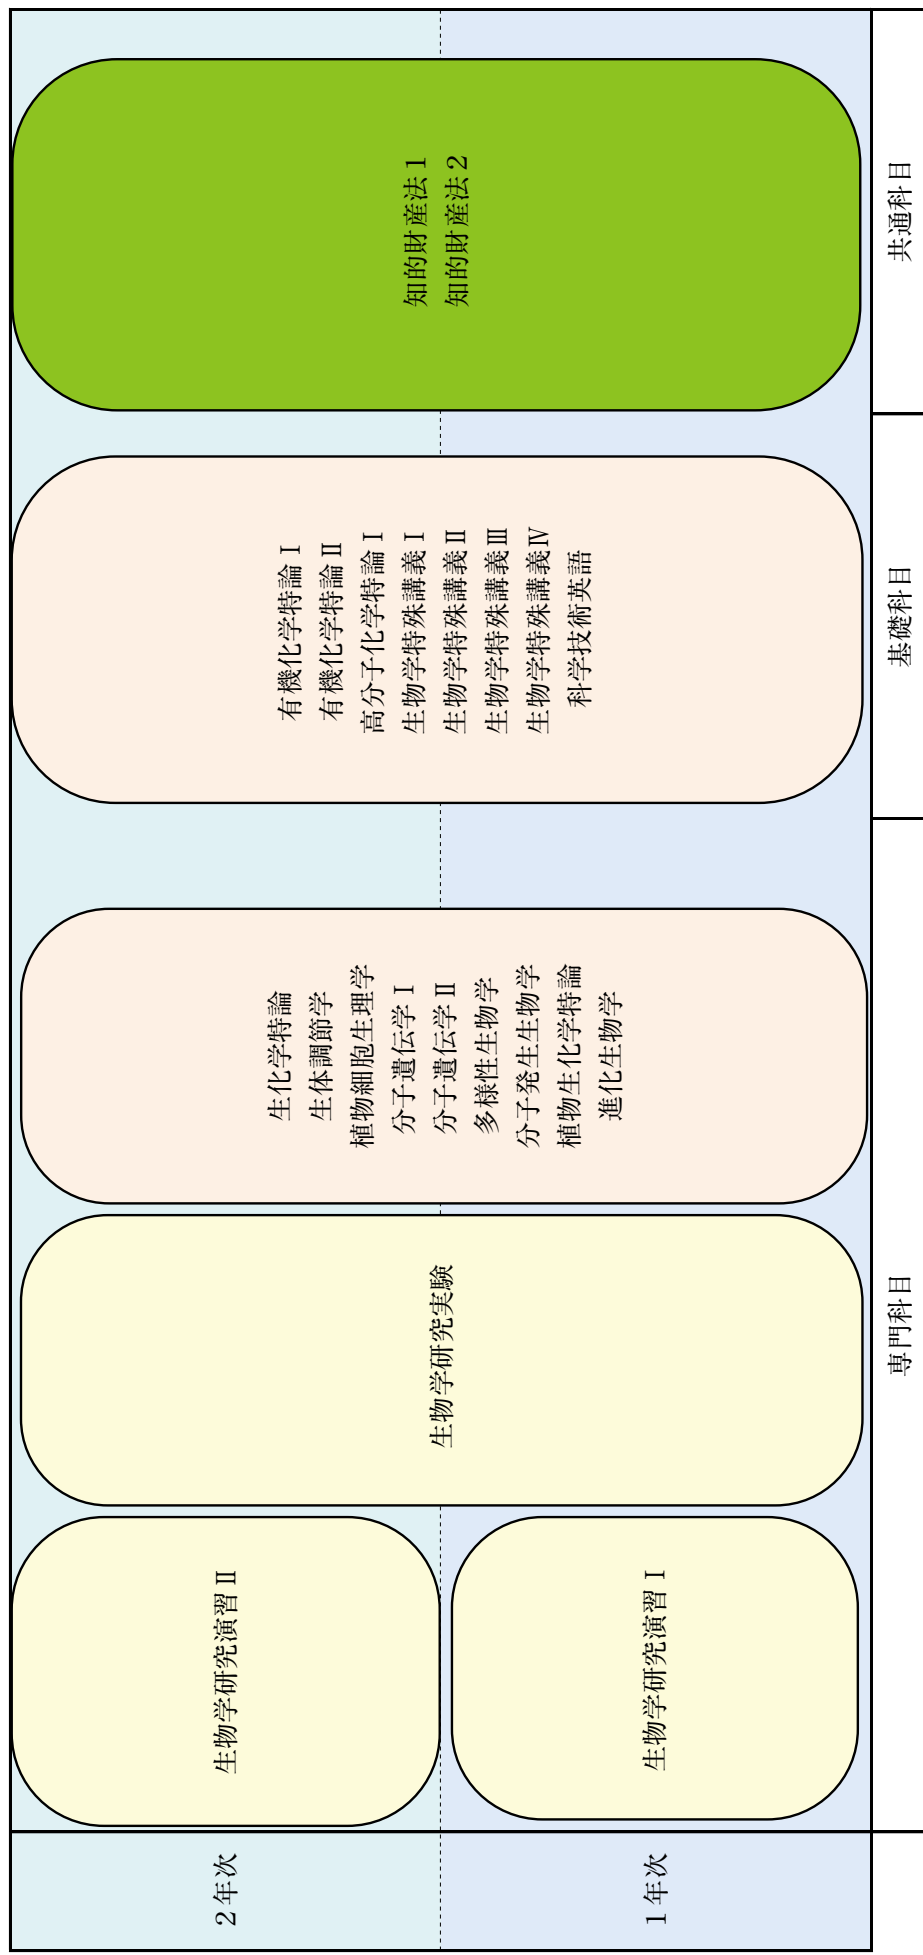 2年次
1年次
生物学研究演習Ⅱ
生物学研究演習Ⅰ
生物学研究実験
生化学特論
生体調節学
植物細胞生理学
分子遺伝学Ⅰ
分子遺伝学Ⅱ
多様性生物学
分子発生生物学
植物生化学特論
進化生物学
有機化学特論Ⅰ
有機化学特論Ⅱ
高分子化学特論Ⅰ
生物学特殊講義Ⅰ
生物学特殊講義Ⅱ
生物学特殊講義Ⅲ
生物学特殊講義Ⅳ
科学技術英語
知的財産法1
知的財産法2
専門科目
基礎科目
共通科目